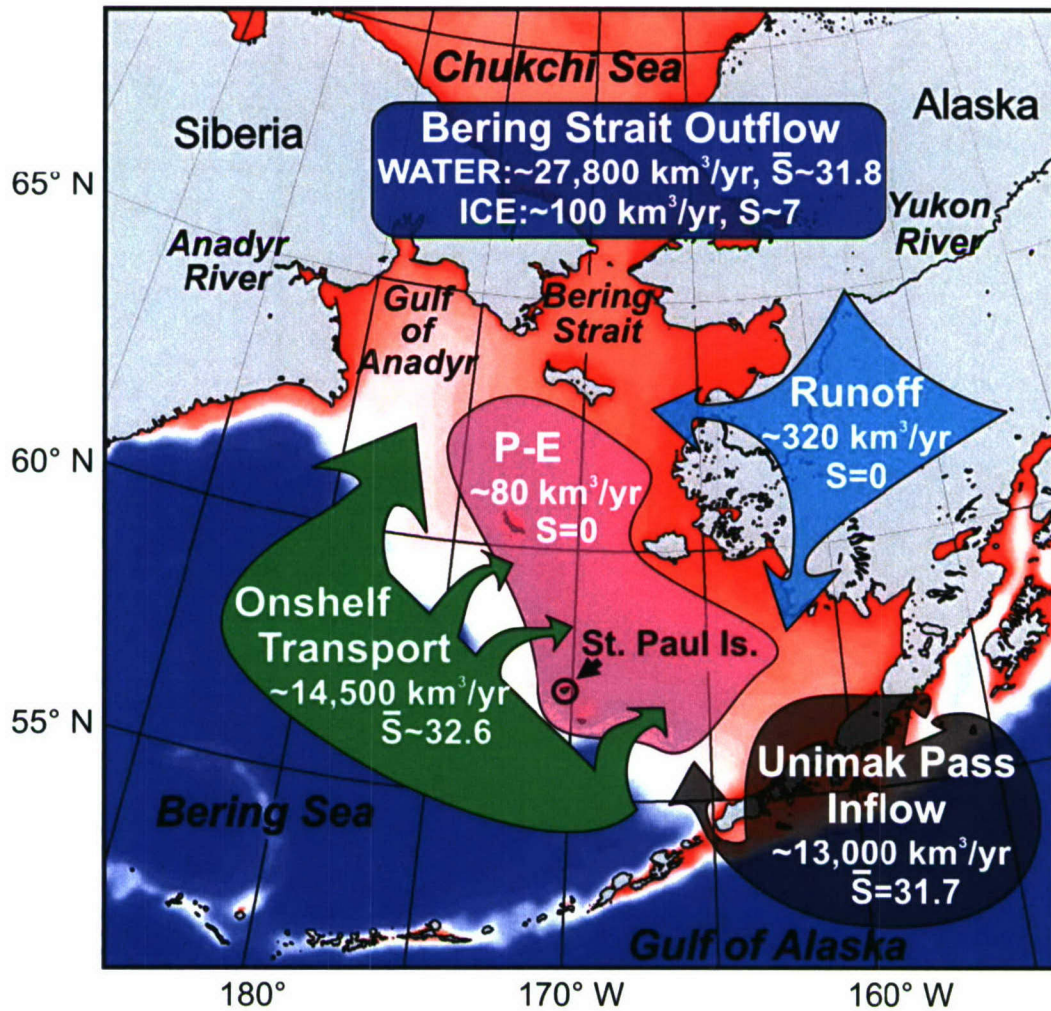 Chukchi Sea
Siberia
Alaska
Bering Strait Outflow
WATER:~27,800 km³/yr, S̅~31.8
ICE:~100 km³/yr, S~7
65° N
Anadyr
River
Yukon
River
Gulf
of
Anadyr
Bering
Strait
Runoff
~320 km³/yr
S=0
60° N
P-E
~80 km³/yr
S=0
Onshelf
Transport
~14,500 km³/yr
S̅~32.6
St. Paul Is.
55° N
Unimak Pass
Inflow
~13,000 km³/yr
S̅=31.7
Bering Sea
Gulf of Alaska
180°
170° W
160° W